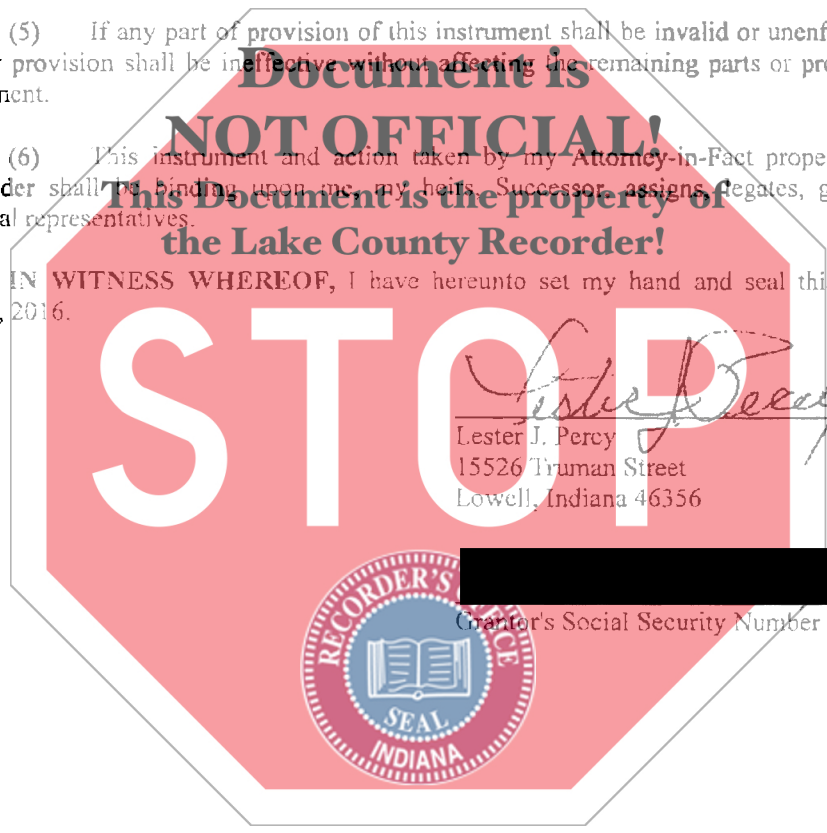 (5) If any part of provision of this instrument shall be invalid or unenf
provision shall be ineffective without affecting the remaining parts or pro
nent.
Document is
NOT OFFICIAL!
(6) This instrument and action taken by my Attorney-in-Fact prope
der shall be binding upon me, my heirs, Successor, assigns, legates, g
al representatives.
This Document is the property of
the Lake County Recorder!
IN WITNESS WHEREOF, I have hereunto set my hand and seal thi
, 2016.
STOP
Lester J. Percy
15526 Truman Street
Lowell, Indiana 46356
Grantor's Social Security Number
RECORDER'S
SEAL
INDIANA